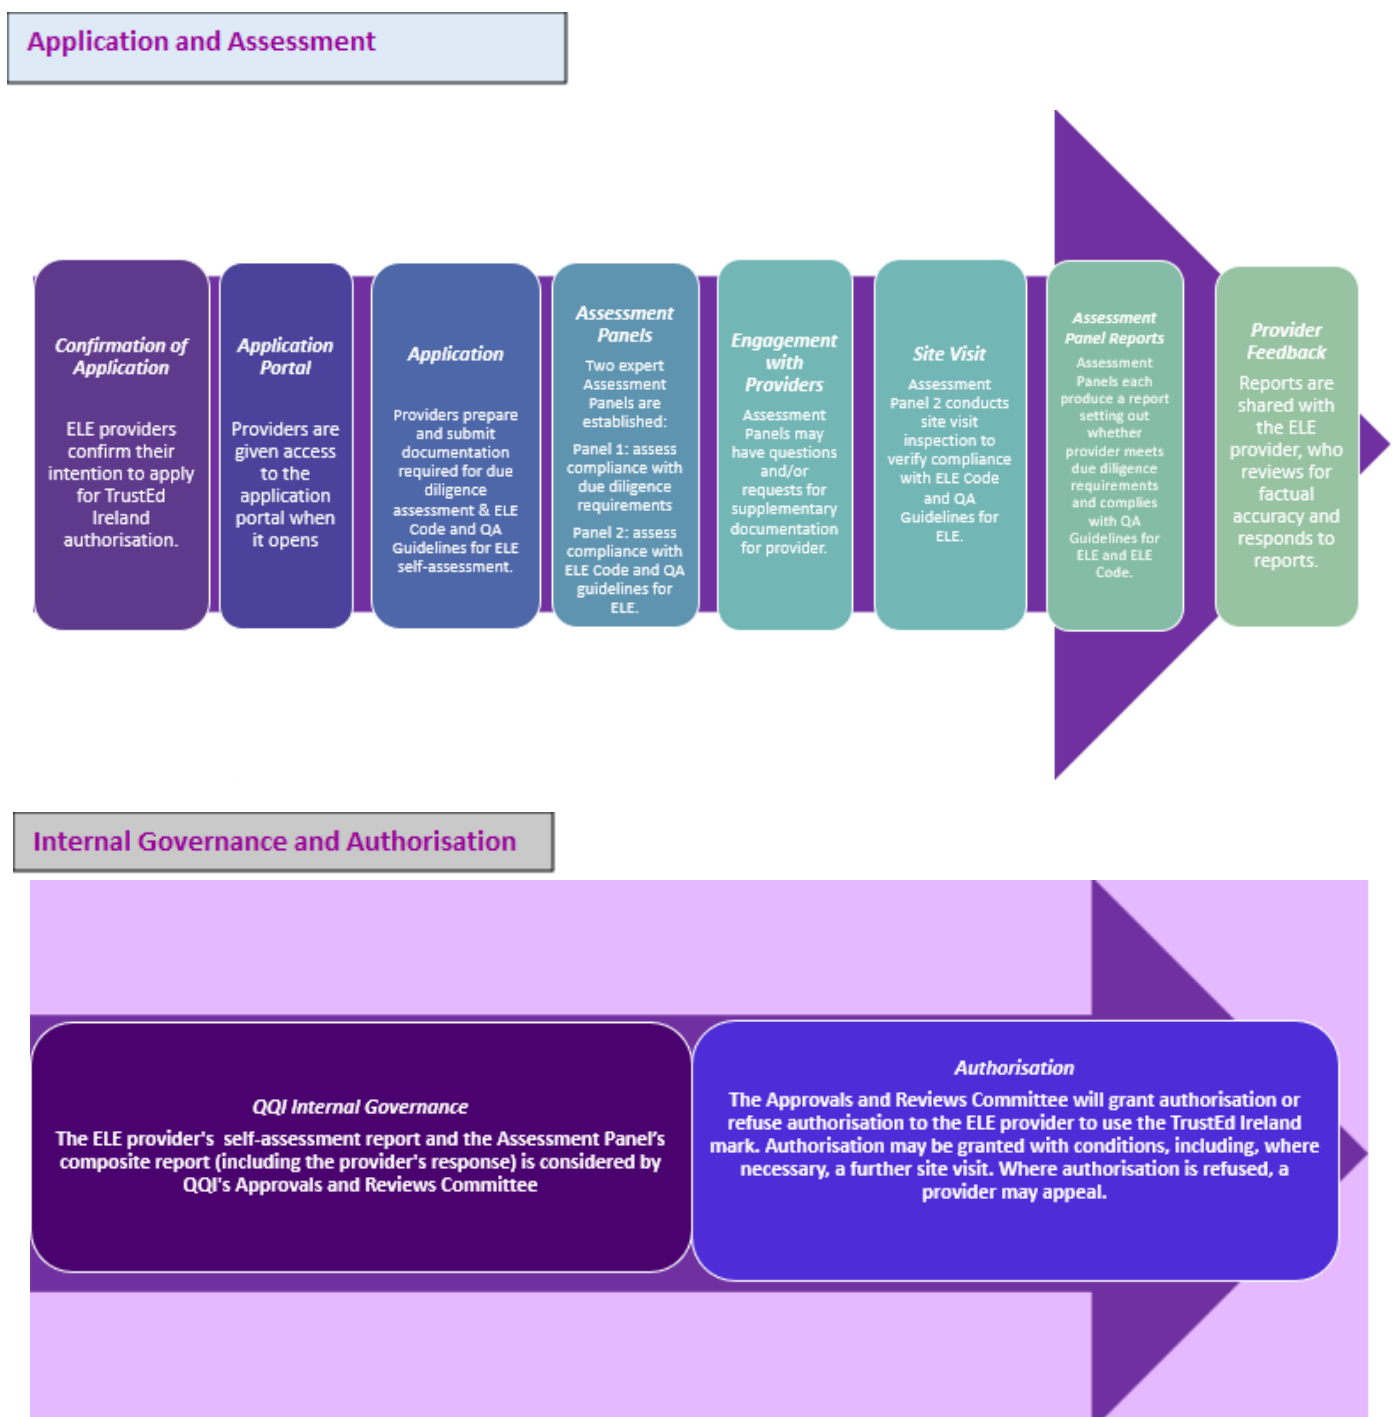 Application and Assessment
Confirmation of
Application
ELE providers
confirm their
intention to apply
for TrustEd
Ireland
authorisation.
Application
Portal
Providers are
given access
to the
application
portal when
it opens
Application
Providers prepare
and submit
documentation
required for due
diligence
assessment & ELE
Code and QA
Guidelines for ELE
self-assessment.
Assessment
Panels
Two expert
Assessment
Panels are
established:
Panel 1: assess
compliance with
due diligence
requirements
Panel 2: assess
compliance with
ELE Code and QA
guidelines for
ELE.
Engagement
with
Providers
Assessment
Panels may
have questions
and/or
requests for
supplementary
documentation
for provider.
Site Visit
Assessment
Panel 2 conducts
site visit
inspection to
verify compliance
with ELE Code
and QA
Guidelines for
ELE.
Assessment
Panel Reports
Assessment
Panels each
produce a report
setting out
whether
provider meets
due diligence
requirements
and complies
with QA
Guidelines for
ELE and ELE
Code.
Provider
Feedback
Reports are
shared with
the ELE
provider, who
reviews for
factual
accuracy and
responds to
reports.
Internal Governance and Authorisation
QQI Internal Governance
The ELE provider's self-assessment report and the Assessment Panel’s
composite report (including the provider's response) is considered by
QQI's Approvals and Reviews Committee
Authorisation
The Approvals and Reviews Committee will grant authorisation or
refuse authorisation to the ELE provider to use the TrustEd Ireland
mark. Authorisation may be granted with conditions, including, where
necessary, a further site visit. Where authorisation is refused, a
provider may appeal.